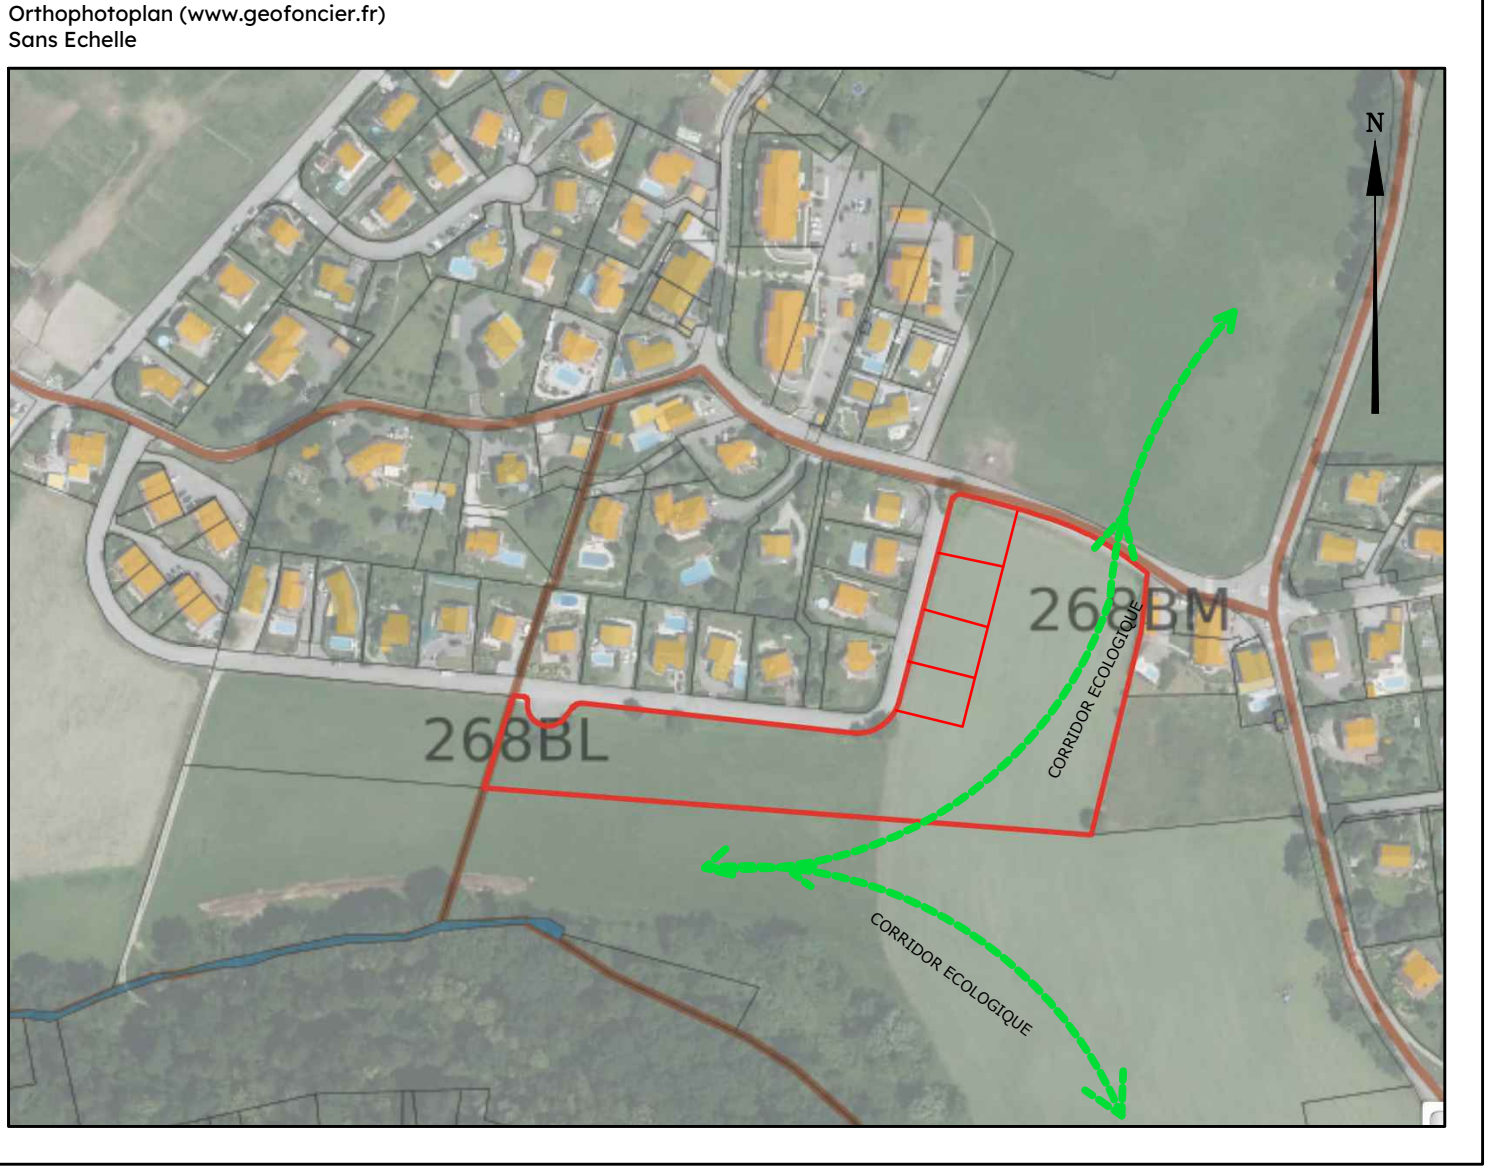 Orthophotoplan (www.geofoncier.fr)
Sans Echelle
N
268BM
CORRIDOR ECOLOGIQUE
268BL
CORRIDOR ECOLOGIQUE